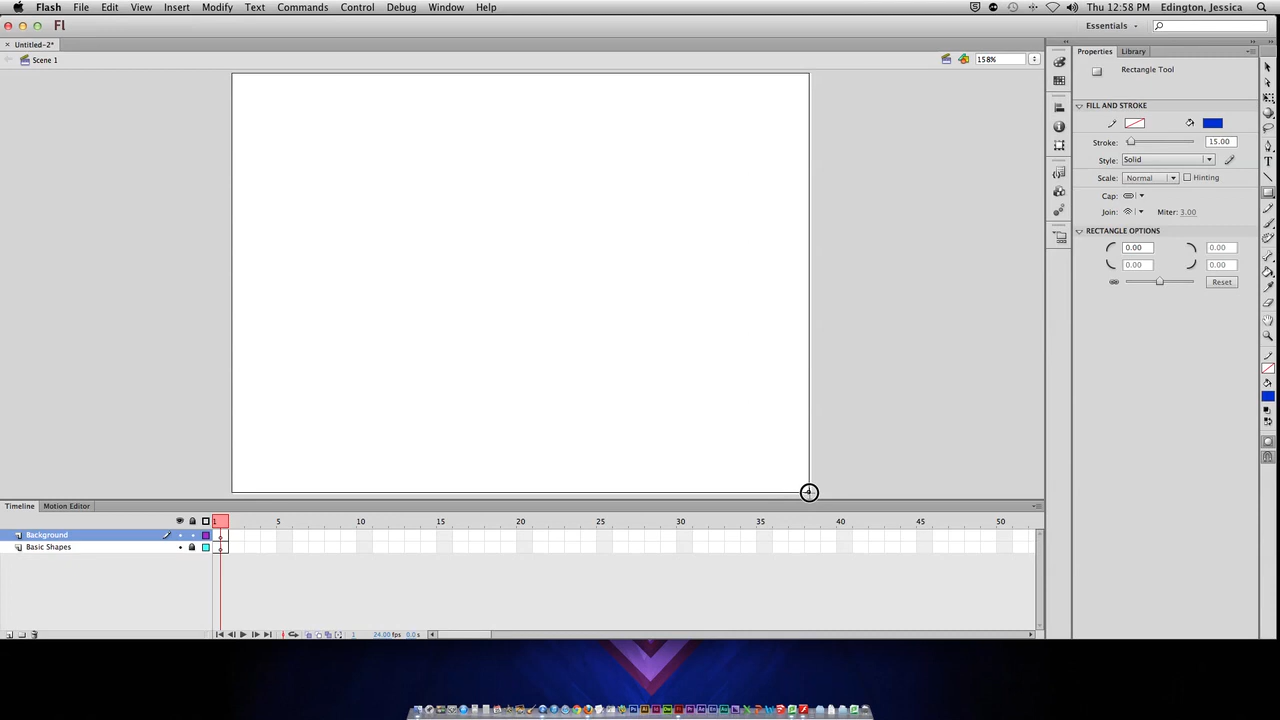 Flash File Edit View Insert Modify Text Commands Control Debug Window Help Thu 12:58 PM Edington, Jessica
Fl Essentials
Untitled-2*
Scene 1 158%
Properties Library
Rectangle Tool
FILL AND STROKE
Stroke: 15.00
Style: Solid
Scale: Normal Hinting
Cap:
Join: Miter: 3.00
RECTANGLE OPTIONS
0.00 0.00
0.00 0.00
Reset
Timeline Motion Editor
1 5 10 15 20 25 30 35 40 45 50
Background
Basic Shapes
1 24.00 fps 0.0 s